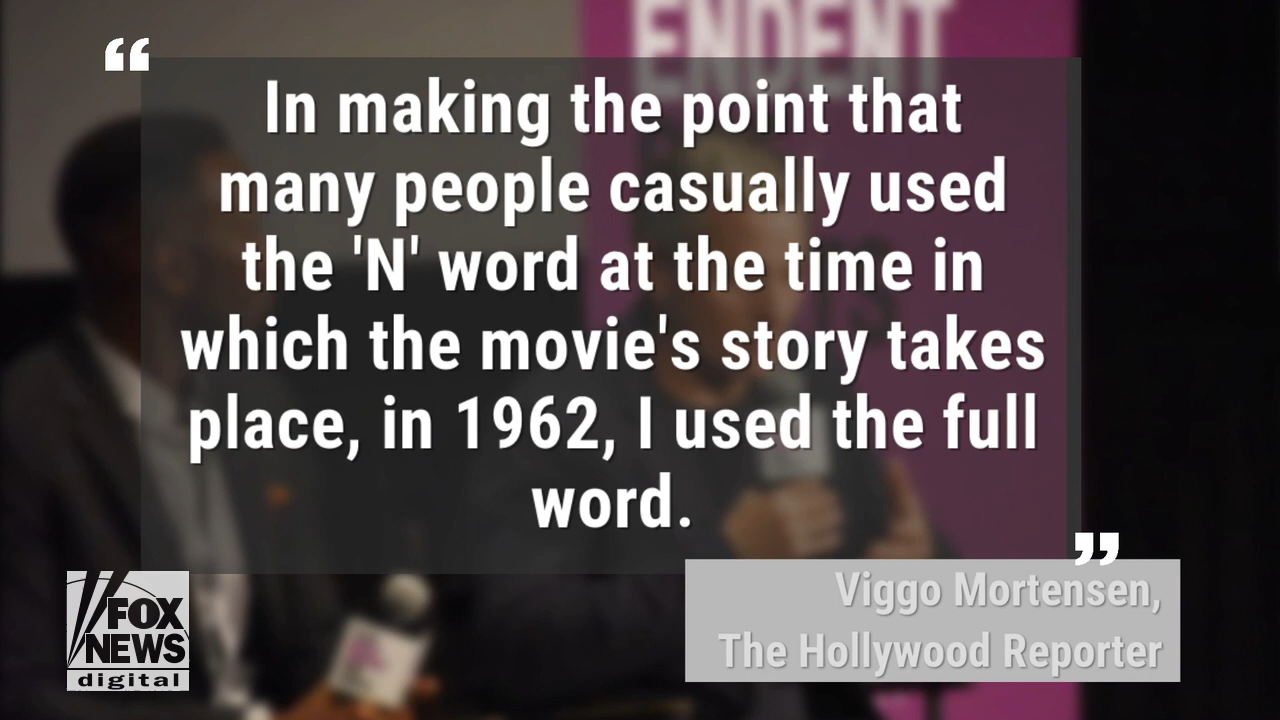 ENDENT
“
In making the point that
many people casually used
the 'N' word at the time in
which the movie's story takes
place, in 1962, I used the full
word.
”
Viggo Mortensen,
The Hollywood Reporter
FOX
NEWS
digital